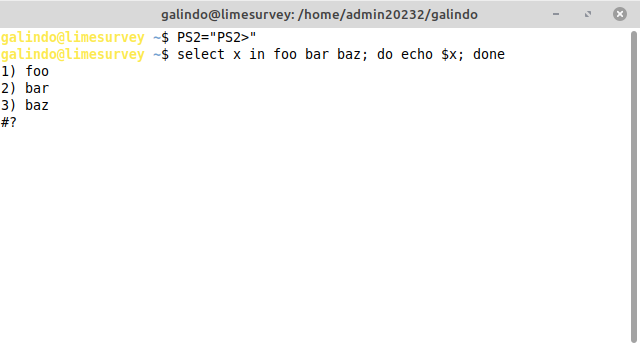 galindo@limesurvey: /home/admin20232/galindo
galindo@limesurvey ~$ PS2="PS2>"
galindo@limesurvey ~$ select x in foo bar baz; do echo $x; done
1) foo
2) bar
3) baz
#?